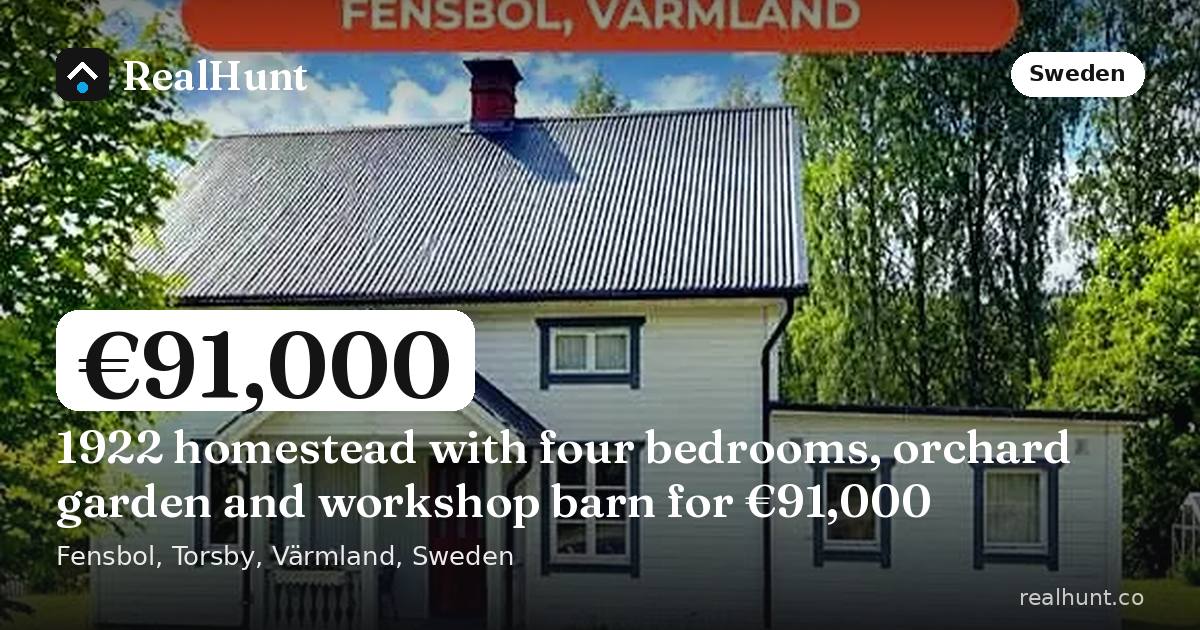 FENSBOL, VÄRMLAND
RealHunt
Sweden
€91,000
1922 homestead with four bedrooms, orchard
garden and workshop barn for €91,000
Fensbol, Torsby, Värmland, Sweden
realhunt.co